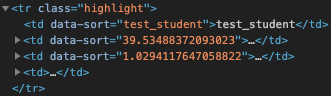 ▼<tr class="highlight">
<td data-sort="test_student">test_student</td>
▶<td data-sort="39.53488372093023">…</td>
▶<td data-sort="1.0294117647058822">…</td>
▶<td>…</td>
</tr>